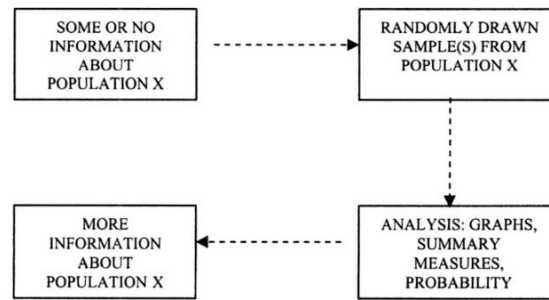 SOME OR NO
INFORMATION
ABOUT
POPULATION X
RANDOMLY DRAWN
SAMPLE(S) FROM
POPULATION X
MORE
INFORMATION
ABOUT
POPULATION X
ANALYSIS: GRAPHS,
SUMMARY
MEASURES,
PROBABILITY